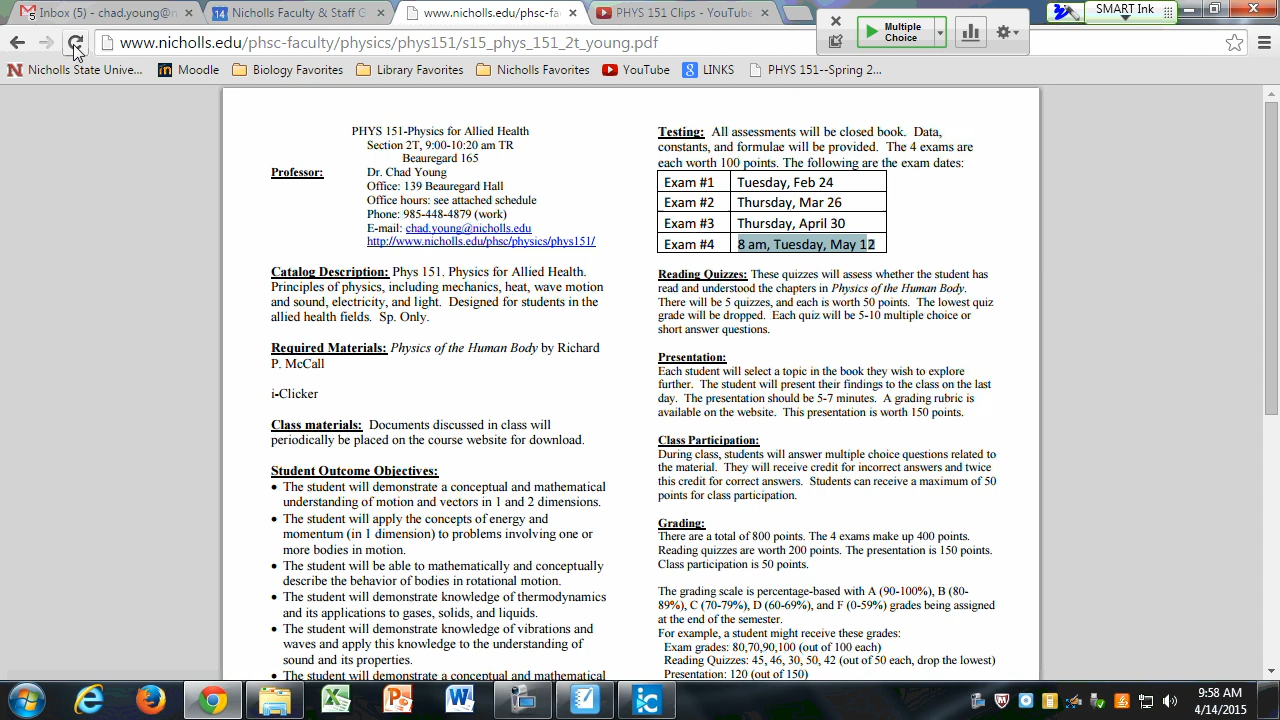 Inbox (5) - chad.young@n
Nicholls Faculty & Staff G
www.nicholls.edu/phsc-fa
PHYS 151 Clips - YouTube
SMART Ink
Multiple
Choice
www.nicholls.edu/phsc-faculty/physics/phys151/s15_phys_151_2t_young.pdf
Nicholls State Unive...
Moodle
Biology Favorites
Library Favorites
Nicholls Favorites
YouTube
LINKS
PHYS 151--Spring 2...
PHYS 151-Physics for Allied Health
Section 2T, 9:00-10:20 am TR
Beauregard 165
Professor: Dr. Chad Young
Office: 139 Beauregard Hall
Office hours: see attached schedule
Phone: 985-448-4879 (work)
E-mail: chad.young@nicholls.edu
http://www.nicholls.edu/phsc/physics/phys151/
Catalog Description: Phys 151. Physics for Allied Health.
Principles of physics, including mechanics, heat, wave motion
and sound, electricity, and light. Designed for students in the
allied health fields. Sp. Only.
Required Materials: Physics of the Human Body by Richard
P. McCall
i-Clicker
Class materials: Documents discussed in class will
periodically be placed on the course website for download.
Student Outcome Objectives:
• The student will demonstrate a conceptual and mathematical
understanding of motion and vectors in 1 and 2 dimensions.
• The student will apply the concepts of energy and
momentum (in 1 dimension) to problems involving one or
more bodies in motion.
• The student will be able to mathematically and conceptually
describe the behavior of bodies in rotational motion.
• The student will demonstrate knowledge of thermodynamics
and its applications to gases, solids, and liquids.
• The student will demonstrate knowledge of vibrations and
waves and apply this knowledge to the understanding of
sound and its properties.
• The student will demonstrate a conceptual and mathematical
Testing: All assessments will be closed book. Data,
constants, and formulae will be provided. The 4 exams are
each worth 100 points. The following are the exam dates:
Exam #1 Tuesday, Feb 24
Exam #2 Thursday, Mar 26
Exam #3 Thursday, April 30
Exam #4 8 am, Tuesday, May 12
Reading Quizzes: These quizzes will assess whether the student has
read and understood the chapters in Physics of the Human Body.
There will be 5 quizzes, and each is worth 50 points. The lowest quiz
grade will be dropped. Each quiz will be 5-10 multiple choice or
short answer questions.
Presentation:
Each student will select a topic in the book they wish to explore
further. The student will present their findings to the class on the last
day. The presentation should be 5-7 minutes. A grading rubric is
available on the website. This presentation is worth 150 points.
Class Participation:
During class, students will answer multiple choice questions related to
the material. They will receive credit for incorrect answers and twice
this credit for correct answers. Students can receive a maximum of 50
points for class participation.
Grading:
There are a total of 800 points. The 4 exams make up 400 points.
Reading quizzes are worth 200 points. The presentation is 150 points.
Class participation is 50 points.
The grading scale is percentage-based with A (90-100%), B (80-
89%), C (70-79%), D (60-69%), and F (0-59%) grades being assigned
at the end of the semester.
For example, a student might receive these grades:
Exam grades: 80,70,90,100 (out of 100 each)
Reading Quizzes: 45, 46, 30, 50, 42 (out of 50 each, drop the lowest)
Presentation: 120 (out of 150)
9:58 AM
4/14/2015